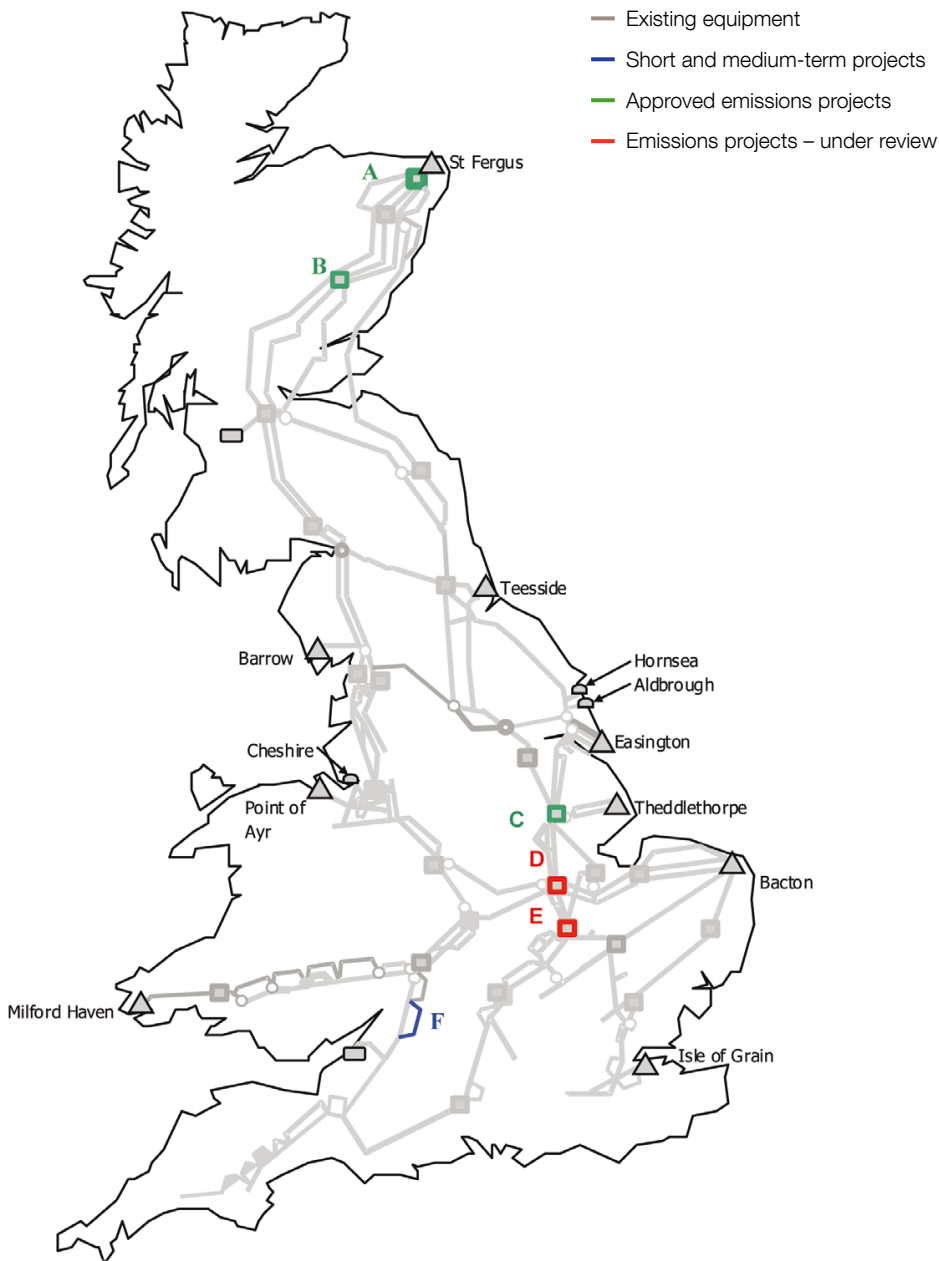 Existing equipment
Short and medium-term projects
Approved emissions projects
Emissions projects – under review
St Fergus
A
B
Teesside
Barrow
Hornsea
Aldbrough
Easington
Cheshire
Point of
Ayr
Theddlethorpe
C
D
Bacton
E
Milford Haven
F
Isle of Grain